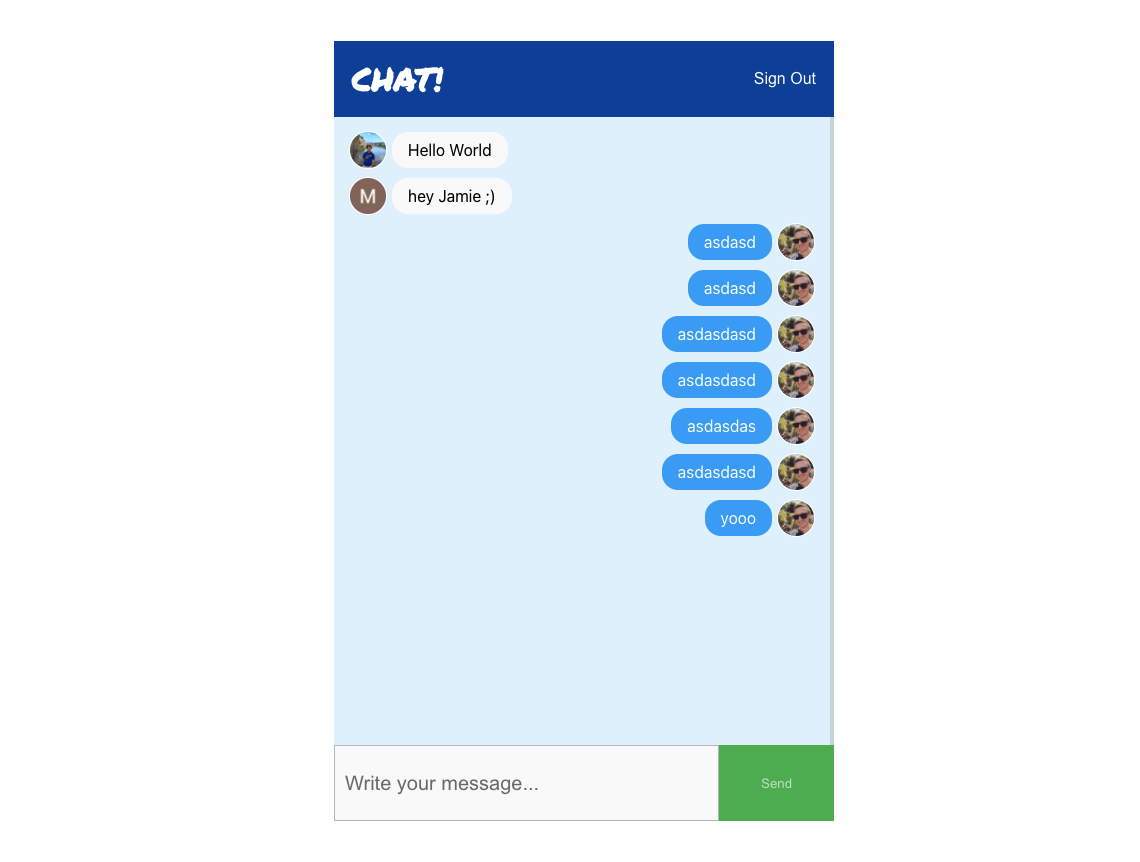 CHAT!
Sign Out
Hello World
M
hey Jamie ;)
asdasd
asdasd
asdasdasd
asdasdasd
asdasdas
asdasdasd
yooo
Write your message...
Send